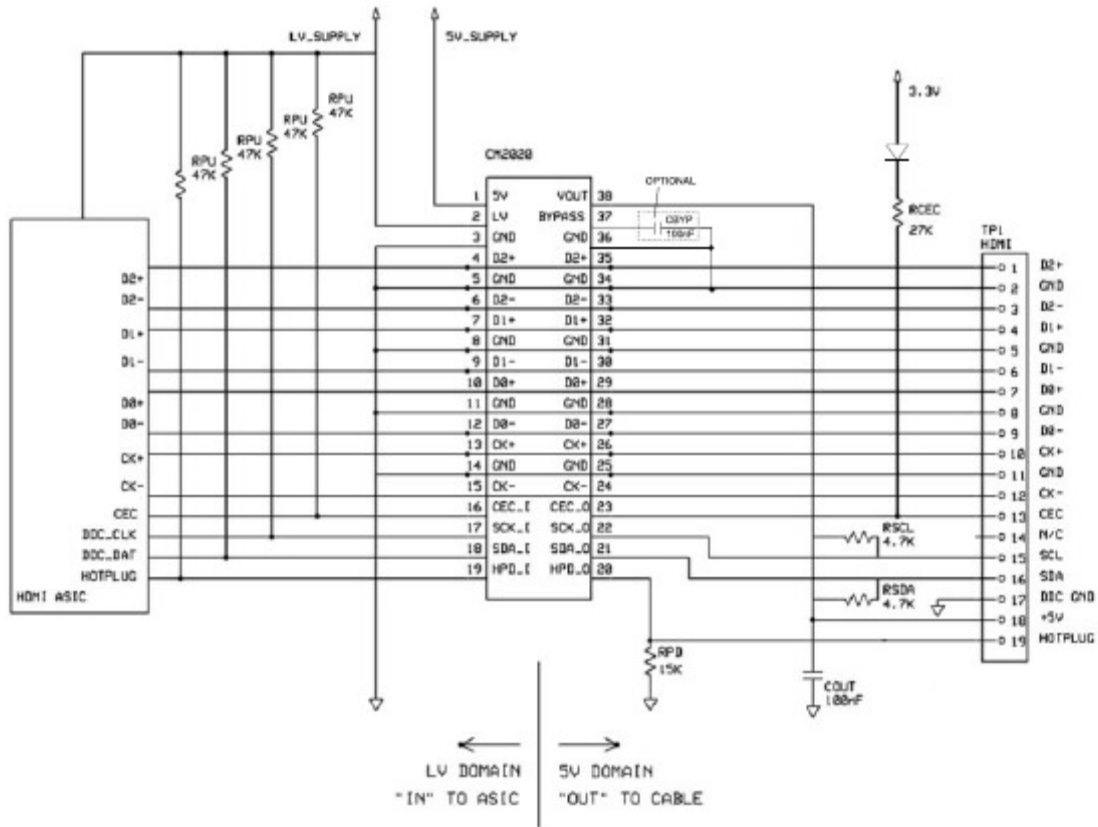 LV_SUPPLY
5V_SUPPLY
RPU
47K
RPU
47K
RPU
47K
RPU
47K
3.3V
CM2020
OPTIONAL
CBYP
100nF
RCEC
27K
TP1
HDMI
1 5V VOUT 38
2 LV BYPASS 37
3 GND GND 36
4 D2+ D2+ 35
5 GND GND 34
6 D2- D2- 33
7 D1+ D1+ 32
8 GND GND 31
9 D1- D1- 30
10 D0+ D0+ 29
11 GND GND 28
12 D0- D0- 27
13 CK+ CK+ 26
14 GND GND 25
15 CK- CK- 24
16 CEC_I CEC_O 23
17 SCK_I SCK_O 22
18 SDA_I SDA_O 21
19 HPD_I HPD_O 20
D2+
D2-
D1+
D1-
D0+
D0-
CK+
CK-
CEC
DDC_CLK
DDC_DAT
HOTPLUG
HDMI ASIC
1 D2+
2 GND
3 D2-
4 D1+
5 GND
6 D1-
7 D0+
8 GND
9 D0-
10 CK+
11 GND
12 CK-
13 CEC
14 N/C
15 SCL
16 SDA
17 DDC GND
18 +5V
19 HOTPLUG
RSCL
4.7K
RSDA
4.7K
RPD
15K
COUT
100nF
LV DOMAIN
"IN" TO ASIC
5V DOMAIN
"OUT" TO CABLE